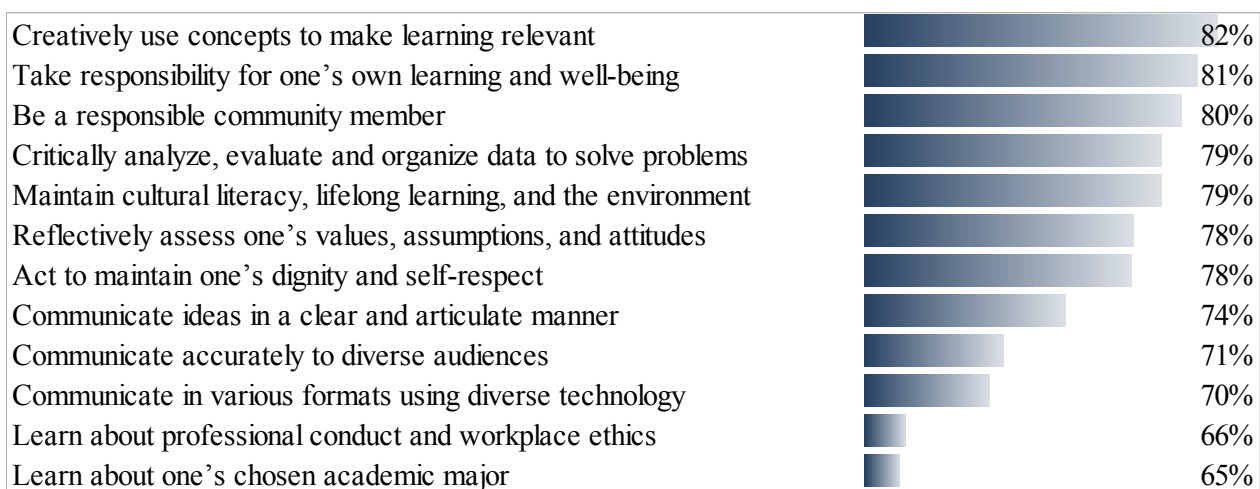 Creatively use concepts to make learning relevant 82%
Take responsibility for one’s own learning and well-being 81%
Be a responsible community member 80%
Critically analyze, evaluate and organize data to solve problems 79%
Maintain cultural literacy, lifelong learning, and the environment 79%
Reflectively assess one’s values, assumptions, and attitudes 78%
Act to maintain one’s dignity and self-respect 78%
Communicate ideas in a clear and articulate manner 74%
Communicate accurately to diverse audiences 71%
Communicate in various formats using diverse technology 70%
Learn about professional conduct and workplace ethics 66%
Learn about one’s chosen academic major 65%